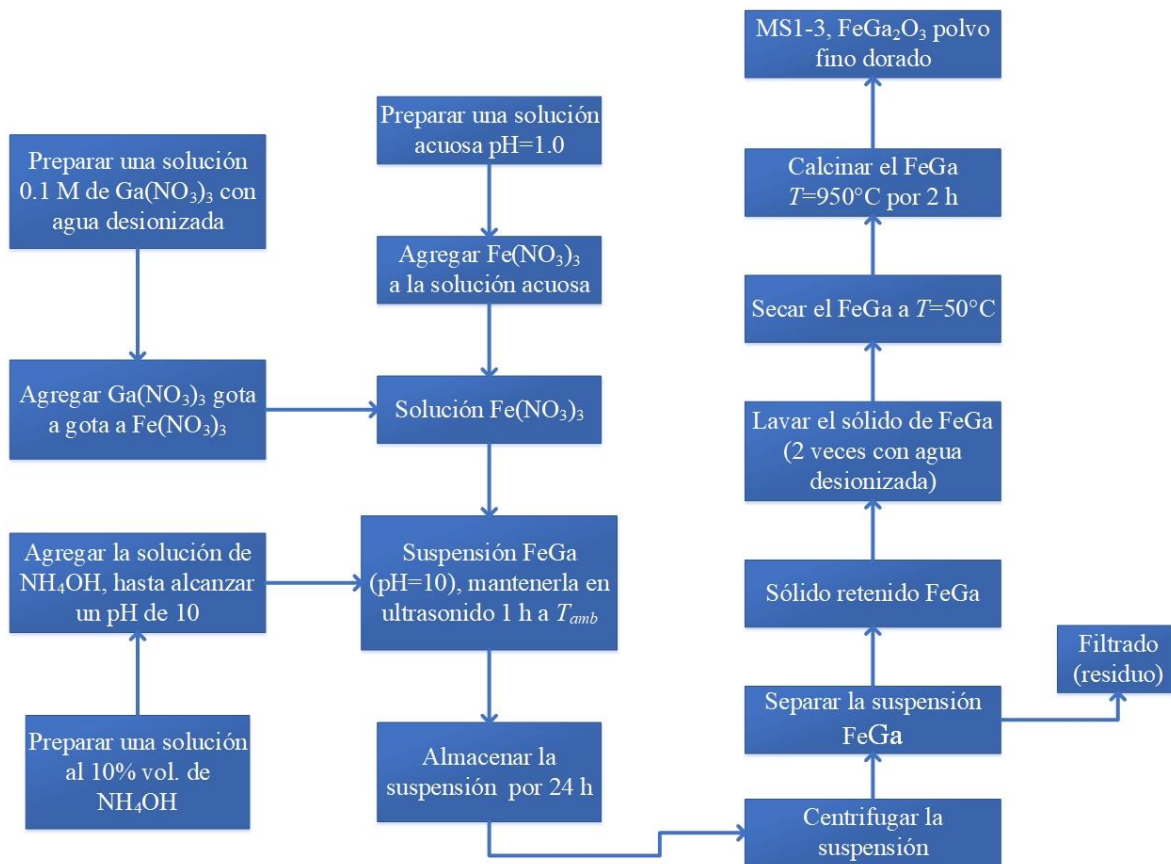 Preparar una solución
0.1 M de Ga(NO₃)₃ con
agua desionizada
Agregar Ga(NO₃)₃ gota
a gota a Fe(NO₃)₃
Agregar la solución de
NH₄OH, hasta alcanzar
un pH de 10
Preparar una solución
al 10% vol. de
NH₄OH
Preparar una solución
acuosa pH=1.0
Agregar Fe(NO₃)₃
a la solución acuosa
Solución Fe(NO₃)₃
Suspensión FeGa
(pH=10), mantenerla en
ultrasonido 1 h a Tamb
Almacenar la
suspensión por 24 h
MS1-3, FeGa₂O₃ polvo
fino dorado
Calcinar el FeGa
T=950°C por 2 h
Secar el FeGa a T=50°C
Lavar el sólido de FeGa
(2 veces con agua
desionizada)
Sólido retenido FeGa
Separar la suspensión
FeGa
Centrifugar la
suspensión
Filtrado
(residuo)